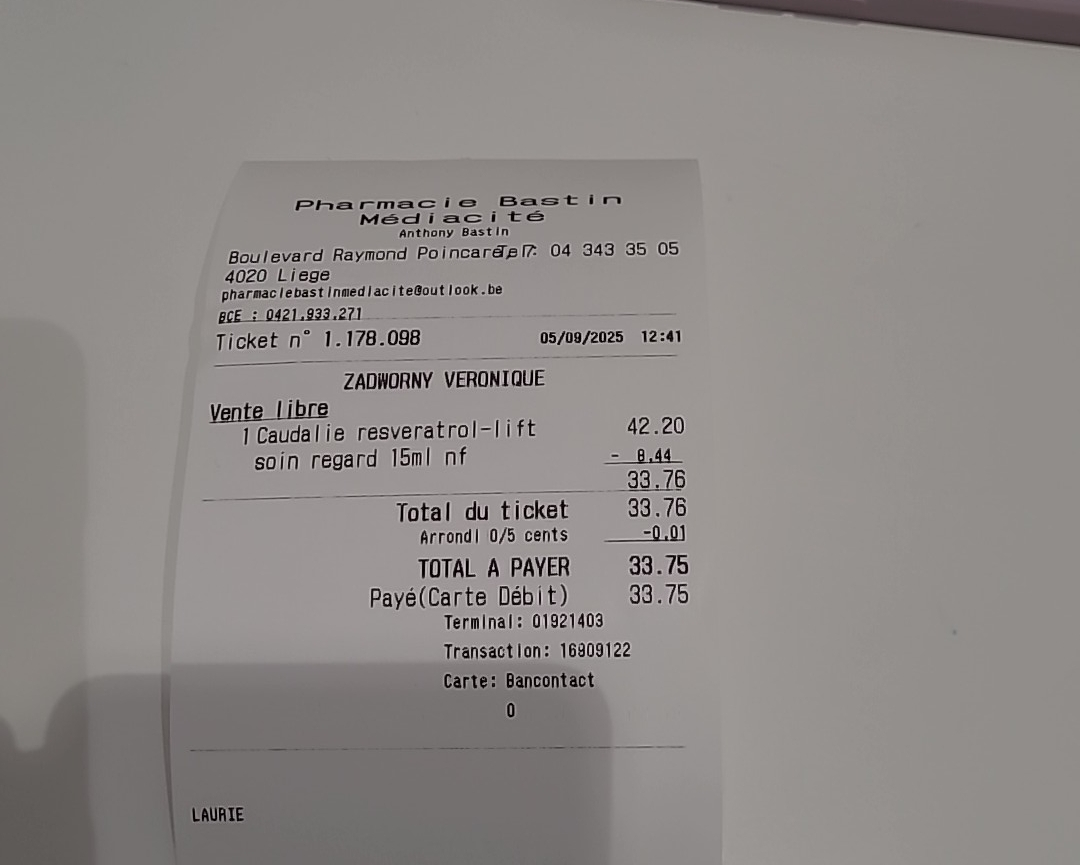 Pharmacie Bastin
Médiacité
Anthony Bastin
Boulevard Raymond Poincaré, 7 Tel : 04 343 35 05
4020 Liege
pharmaciebastinmediacite@outlook.be
BCE : 0421.933.271
Ticket n° 1.178.098 05/09/2025 12:41
ZADWORNY VERONIQUE
Vente libre
1 Caudalie resveratrol-lift 42.20
soin regard 15ml nf - 8.44
33.76
Total du ticket 33.76
Arrondi 0/5 cents -0.01
TOTAL A PAYER 33.75
Payé(Carte Débit) 33.75
Terminal: 01921403
Transaction: 16809122
Carte: Bancontact
0
LAURIE